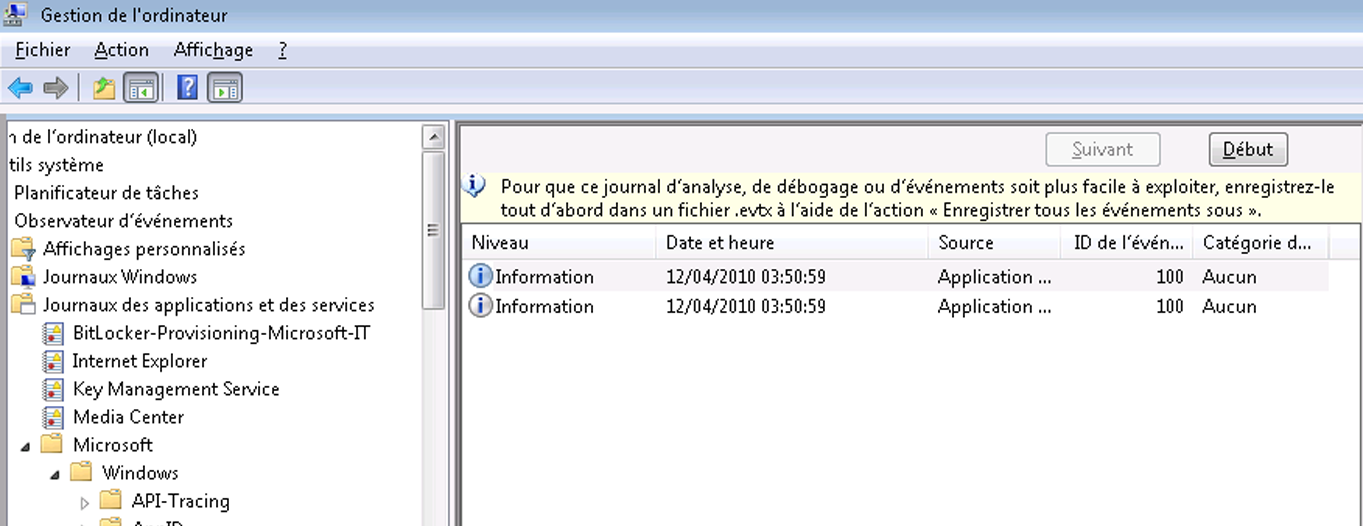 Gestion de l'ordinateur
Fichier Action Affichage ?
n de l'ordinateur (local)
tils système
Planificateur de tâches
Observateur d'événements
Affichages personnalisés
Journaux Windows
Journaux des applications et des services
BitLocker-Provisioning-Microsoft-IT
Internet Explorer
Key Management Service
Media Center
Microsoft
Windows
API-Tracing
AppID
Suivant Début
Pour que ce journal d'analyse, de débogage ou d'événements soit plus facile à exploiter, enregistrez-le
tout d'abord dans un fichier .evtx à l'aide de l'action « Enregistrer tous les événements sous ».
Niveau Date et heure Source ID de l'évén... Catégorie d...
Information 12/04/2010 03:50:59 Application ... 100 Aucun
Information 12/04/2010 03:50:59 Application ... 100 Aucun